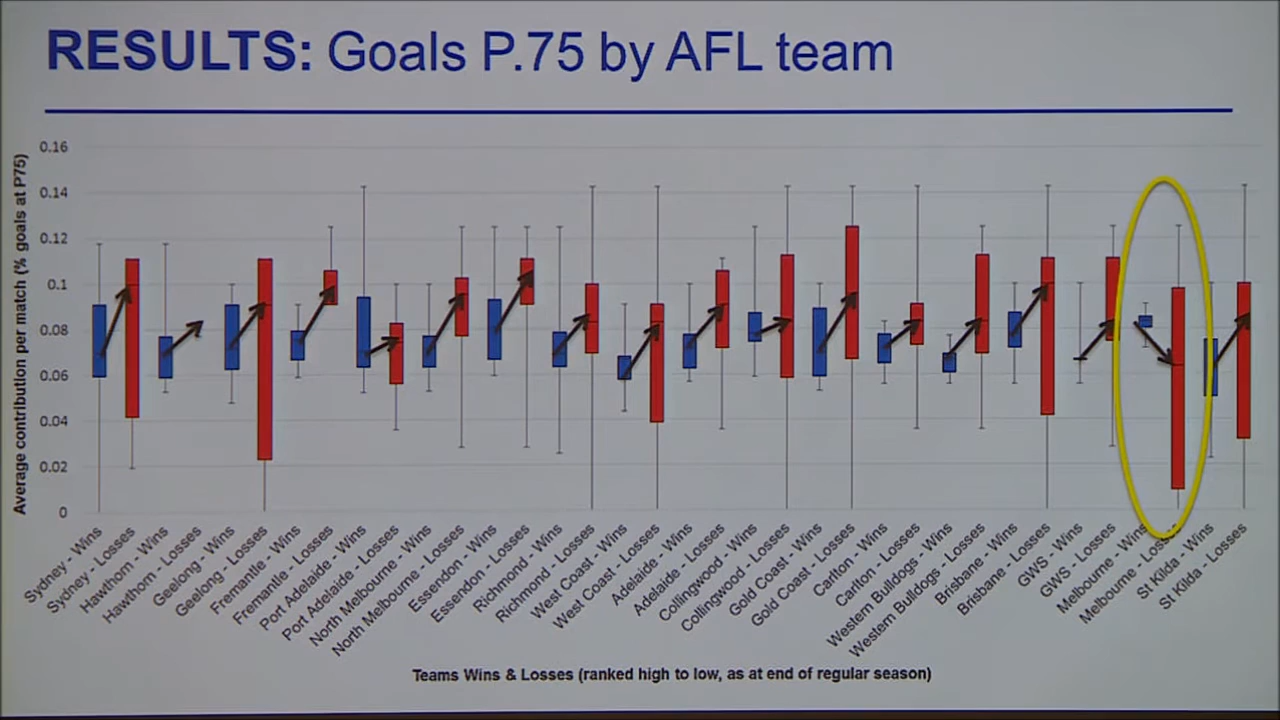 RESULTS: Goals P.75 by AFL team
Average contribution per match (% goals at P75)
0.16
0.14
0.12
0.1
0.08
0.06
0.04
0.02
0
Sydney - Wins
Sydney - Losses
Hawthorn - Wins
Hawthorn - Losses
Geelong - Wins
Geelong - Losses
Fremantle - Wins
Fremantle - Losses
Port Adelaide - Wins
Port Adelaide - Losses
North Melbourne - Wins
North Melbourne - Losses
Essendon - Wins
Essendon - Losses
Richmond - Wins
Richmond - Losses
West Coast - Wins
West Coast - Losses
Adelaide - Wins
Adelaide - Losses
Collingwood - Wins
Collingwood - Losses
Gold Coast - Wins
Gold Coast - Losses
Carlton - Wins
Carlton - Losses
Western Bulldogs - Wins
Western Bulldogs - Losses
Brisbane - Wins
Brisbane - Losses
GWS - Wins
GWS - Losses
Melbourne - Wins
Melbourne - Losses
St Kilda - Wins
St Kilda - Losses
Teams Wins & Losses (ranked high to low, as at end of regular season)